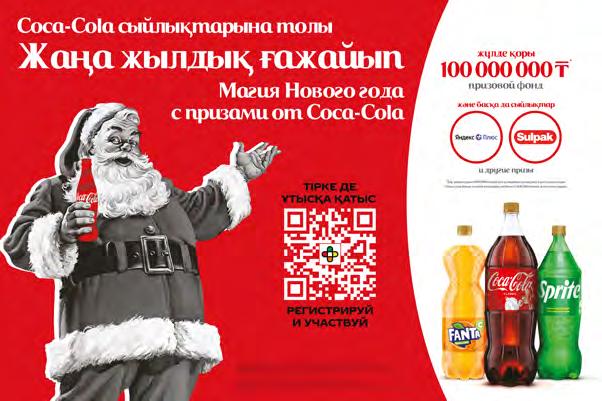 Coca-Cola сыйлықтарына толы
Жаңа жылдық ғажайып
Магия Нового года
с призами от Coca-Cola
ТІРКЕ ДЕ
ҰТЫСҚА ҚАТЫС
РЕГИСТРИРУЙ
И УЧАСТВУЙ
жүлде қоры
100 000 000 ₸*
призовой фонд
және басқа да сыйлықтар
Яндекс Плюс
Sulpak
и другие призы
Coca-Cola
FANTA
Coca-Cola
Sprite